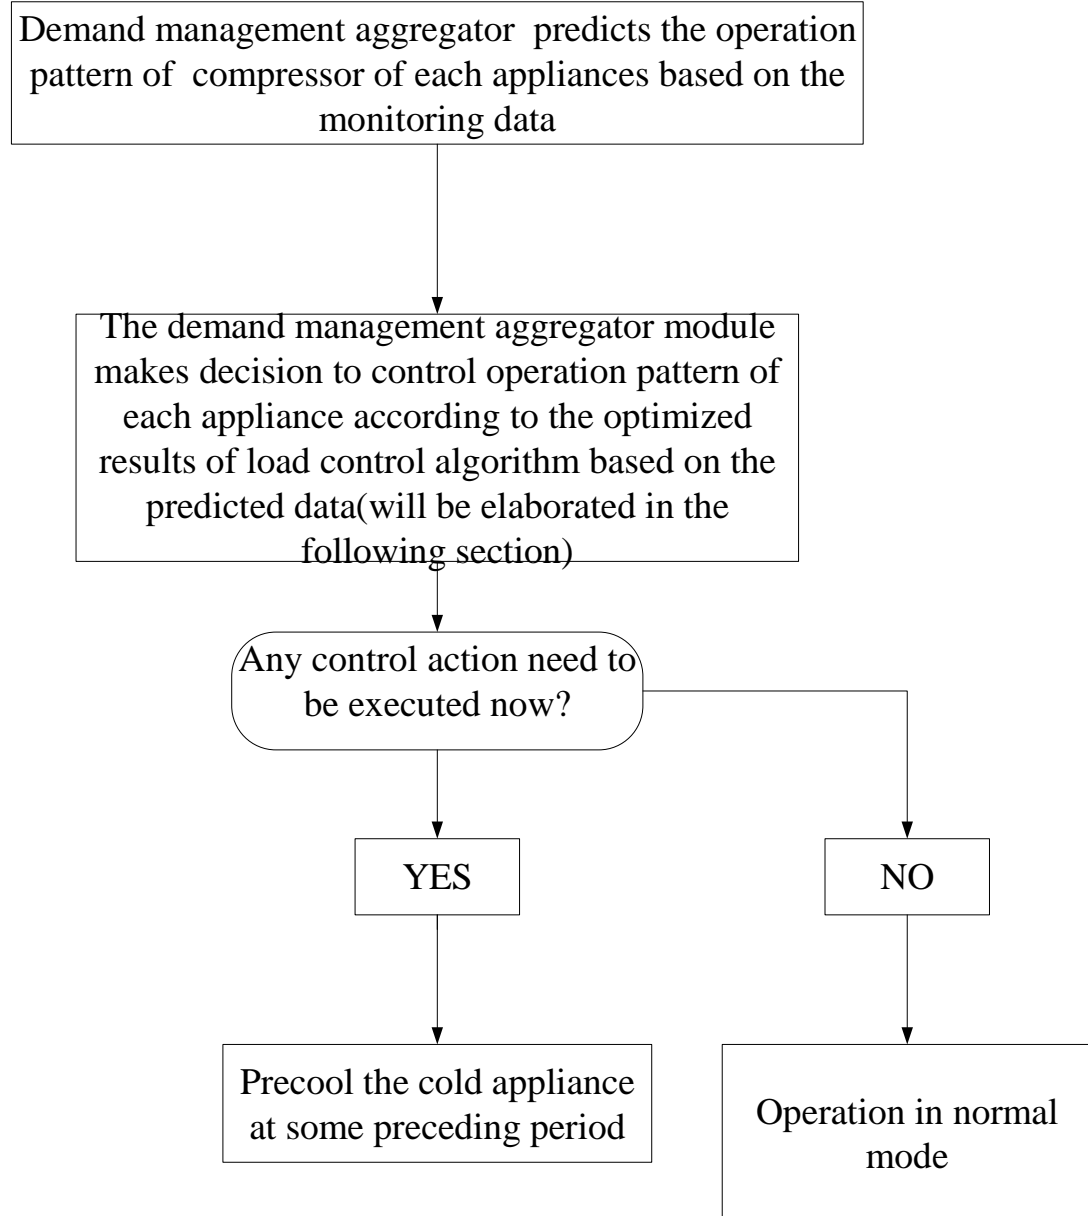 Demand management aggregator  predicts the operation
pattern of  compressor of each appliances based on the
monitoring data
The demand management aggregator module
makes decision to control operation pattern of
each appliance according to the optimized
results of load control algorithm based on the
predicted data(will be elaborated in the
following section)
Any control action need to
be executed now?
YES
NO
Precool the cold appliance
at some preceding period
Operation in normal
mode